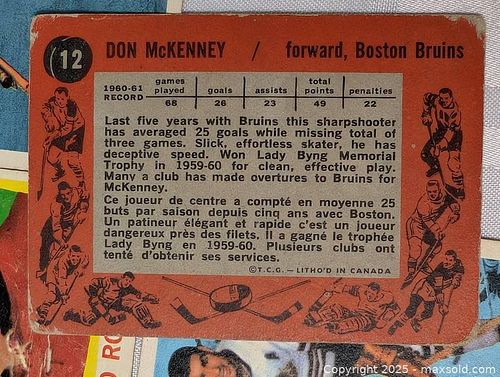 12 DON McKENNEY / forward, Boston Bruins
1960-61 RECORD games played goals assists total points penalties
68 26 23 49 22
Last five years with Bruins this sharpshooter
has averaged 25 goals while missing total of
three games. Slick, effortless skater, he has
deceptive speed. Won Lady Byng Memorial
Trophy in 1959-60 for clean, effective play.
Many a club has made overtures to Bruins for
McKenney.
Ce joueur de centre a compté en moyenne 25
buts par saison depuis cinq ans avec Boston.
Un patineur élégant et rapide c'est un joueur
dangereux près des filets. Il a gagné le trophée
Lady Byng en 1959-60. Plusieurs clubs ont
tenté d'obtenir ses services.
©T.C.G. — LITHO'D IN CANADA
D RO
Copyright 2025 - maxsold.com